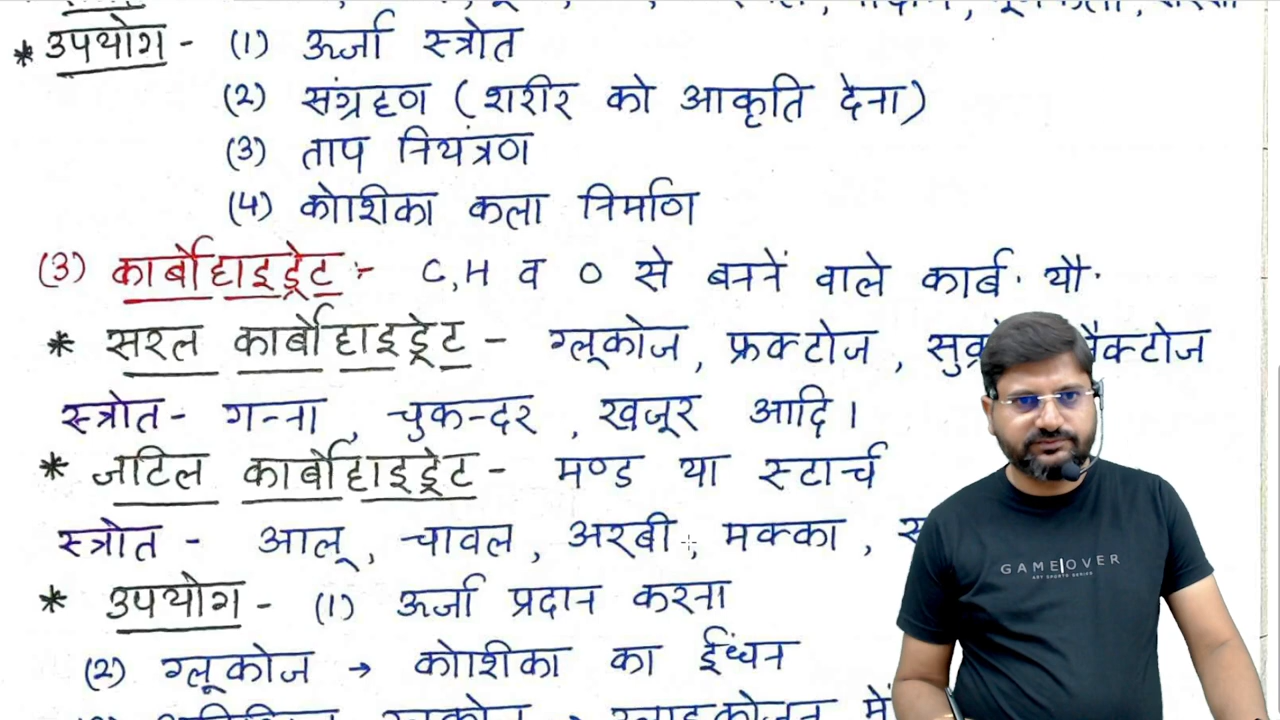 * उपयोग - (1) ऊर्जा स्त्रोत
(2) संग्रहण (शरीर को आकृति देना)
(3) ताप नियंत्रण
(4) कोशिका कला निर्माण
(3) कार्बोहाइड्रेट :- C,H व O से बननें वाले कार्ब. यौ.
* सरल कार्बोहाइड्रेट - ग्लूकोज, फ्रक्टोज, क्टोज
स्त्रोत - गन्ना, चुकन्दर, खजूर आदि।
* जटिल कार्बोहाइड्रेट - मण्ड या स्टार्च
स्त्रोत - आलू, चावल, अरबी, मक्का,
* उपयोग - (1) ऊर्जा प्रदान करना
(2) ग्लूकोज → कोशिका का ईंधन
GAME|OVER